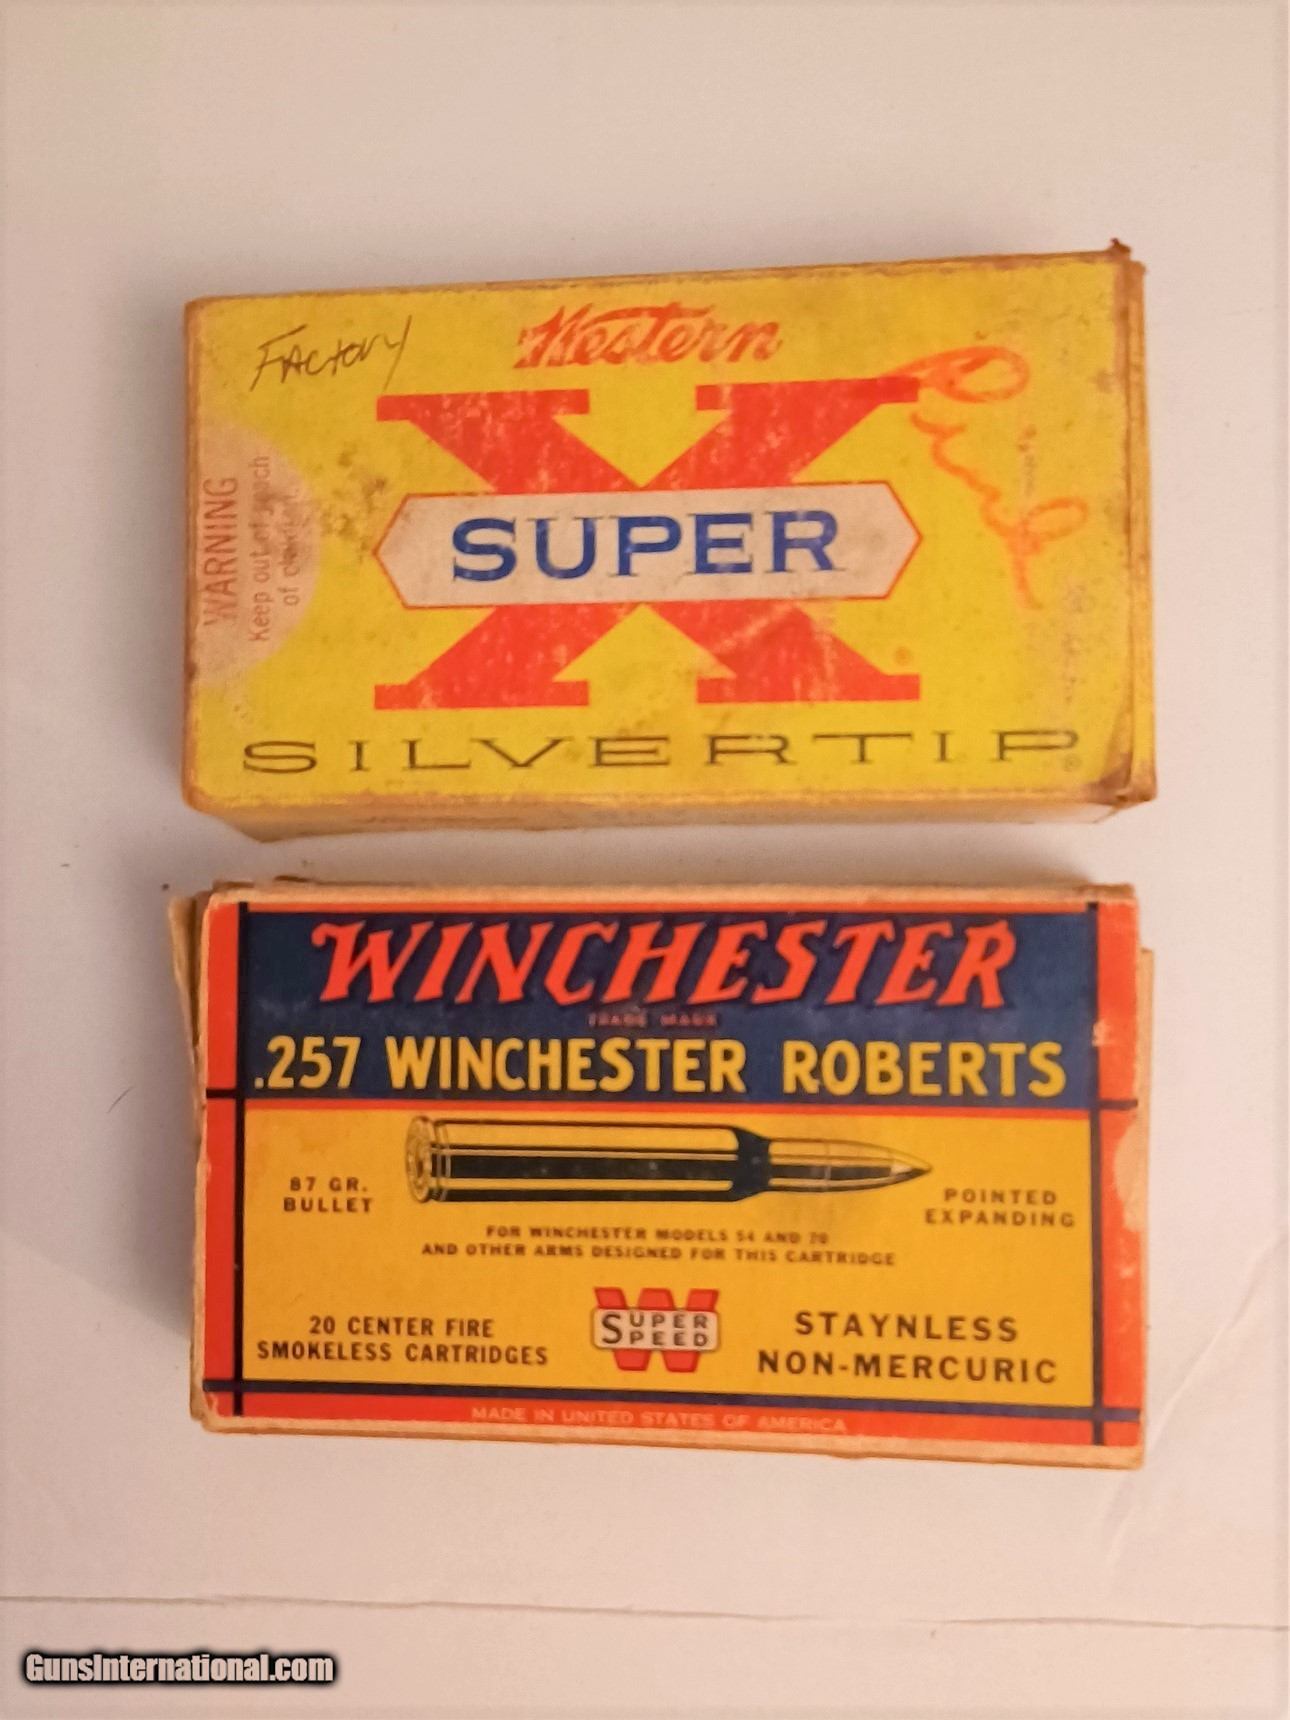 Factory
Western
X
SUPER
WARNING
Keep out of reach
of children.
SILVERTIP®
WINCHESTER
TRADE MARK
.257 WINCHESTER ROBERTS
87 GR.
BULLET
POINTED
EXPANDING
FOR WINCHESTER MODELS 54 AND 70
AND OTHER ARMS DESIGNED FOR THIS CARTRIDGE
20 CENTER FIRE
SMOKELESS CARTRIDGES
W
SUPER
SPEED
STAYNLESS
NON-MERCURIC
MADE IN UNITED STATES OF AMERICA
GunsInternational.com